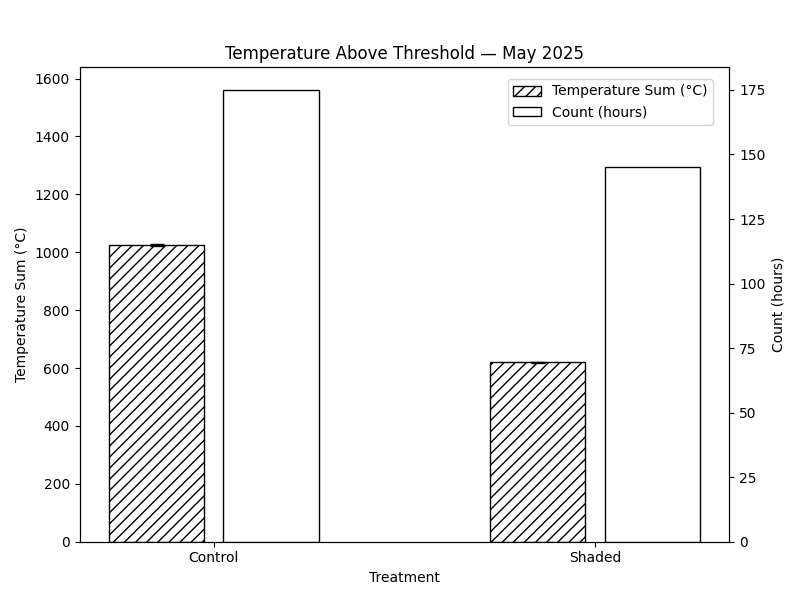 Temperature Above Threshold — May 2025
Temperature Sum (°C)
Count (hours)
1600
1400
1200
1000
800
600
400
200
0
Temperature Sum (°C)
175
150
125
100
75
50
25
0
Count (hours)
Control
Shaded
Treatment